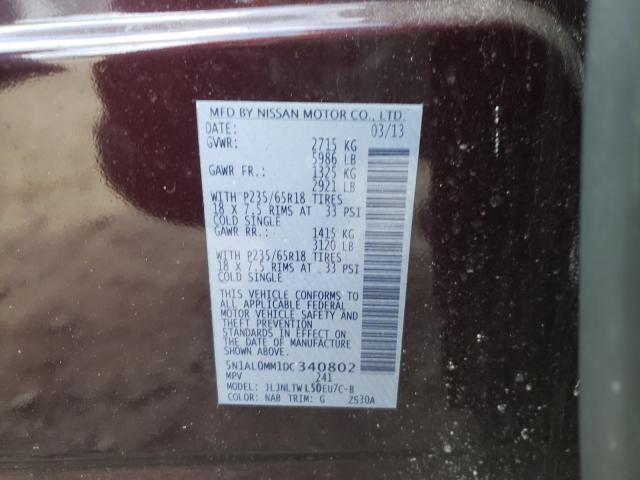 MFD BY NISSAN MOTOR CO., LTD.
DATE: 03/13
GVWR: 2715 KG
5986 LB
GAWR FR.: 1325 KG
2921 LB
WITH P235/65R18 TIRES
18 X 7.5 RIMS AT 33 PSI
COLD SINGLE
GAWR RR.: 1415 KG
3120 LB
WITH P235/65R18 TIRES
18 X 7.5 RIMS AT 33 PSI
COLD SINGLE
THIS VEHICLE CONFORMS TO
ALL APPLICABLE FEDERAL
MOTOR VEHICLE SAFETY AND
THEFT PREVENTION
STANDARDS IN EFFECT ON
THE DATE OF MANUFACTURE
SHOWN ABOVE.
5N1AL0MM1DC340802
MPV 241
MODEL: JLJNLTWL50EU7C-B
COLOR: NAB TRIM: G ZS30A